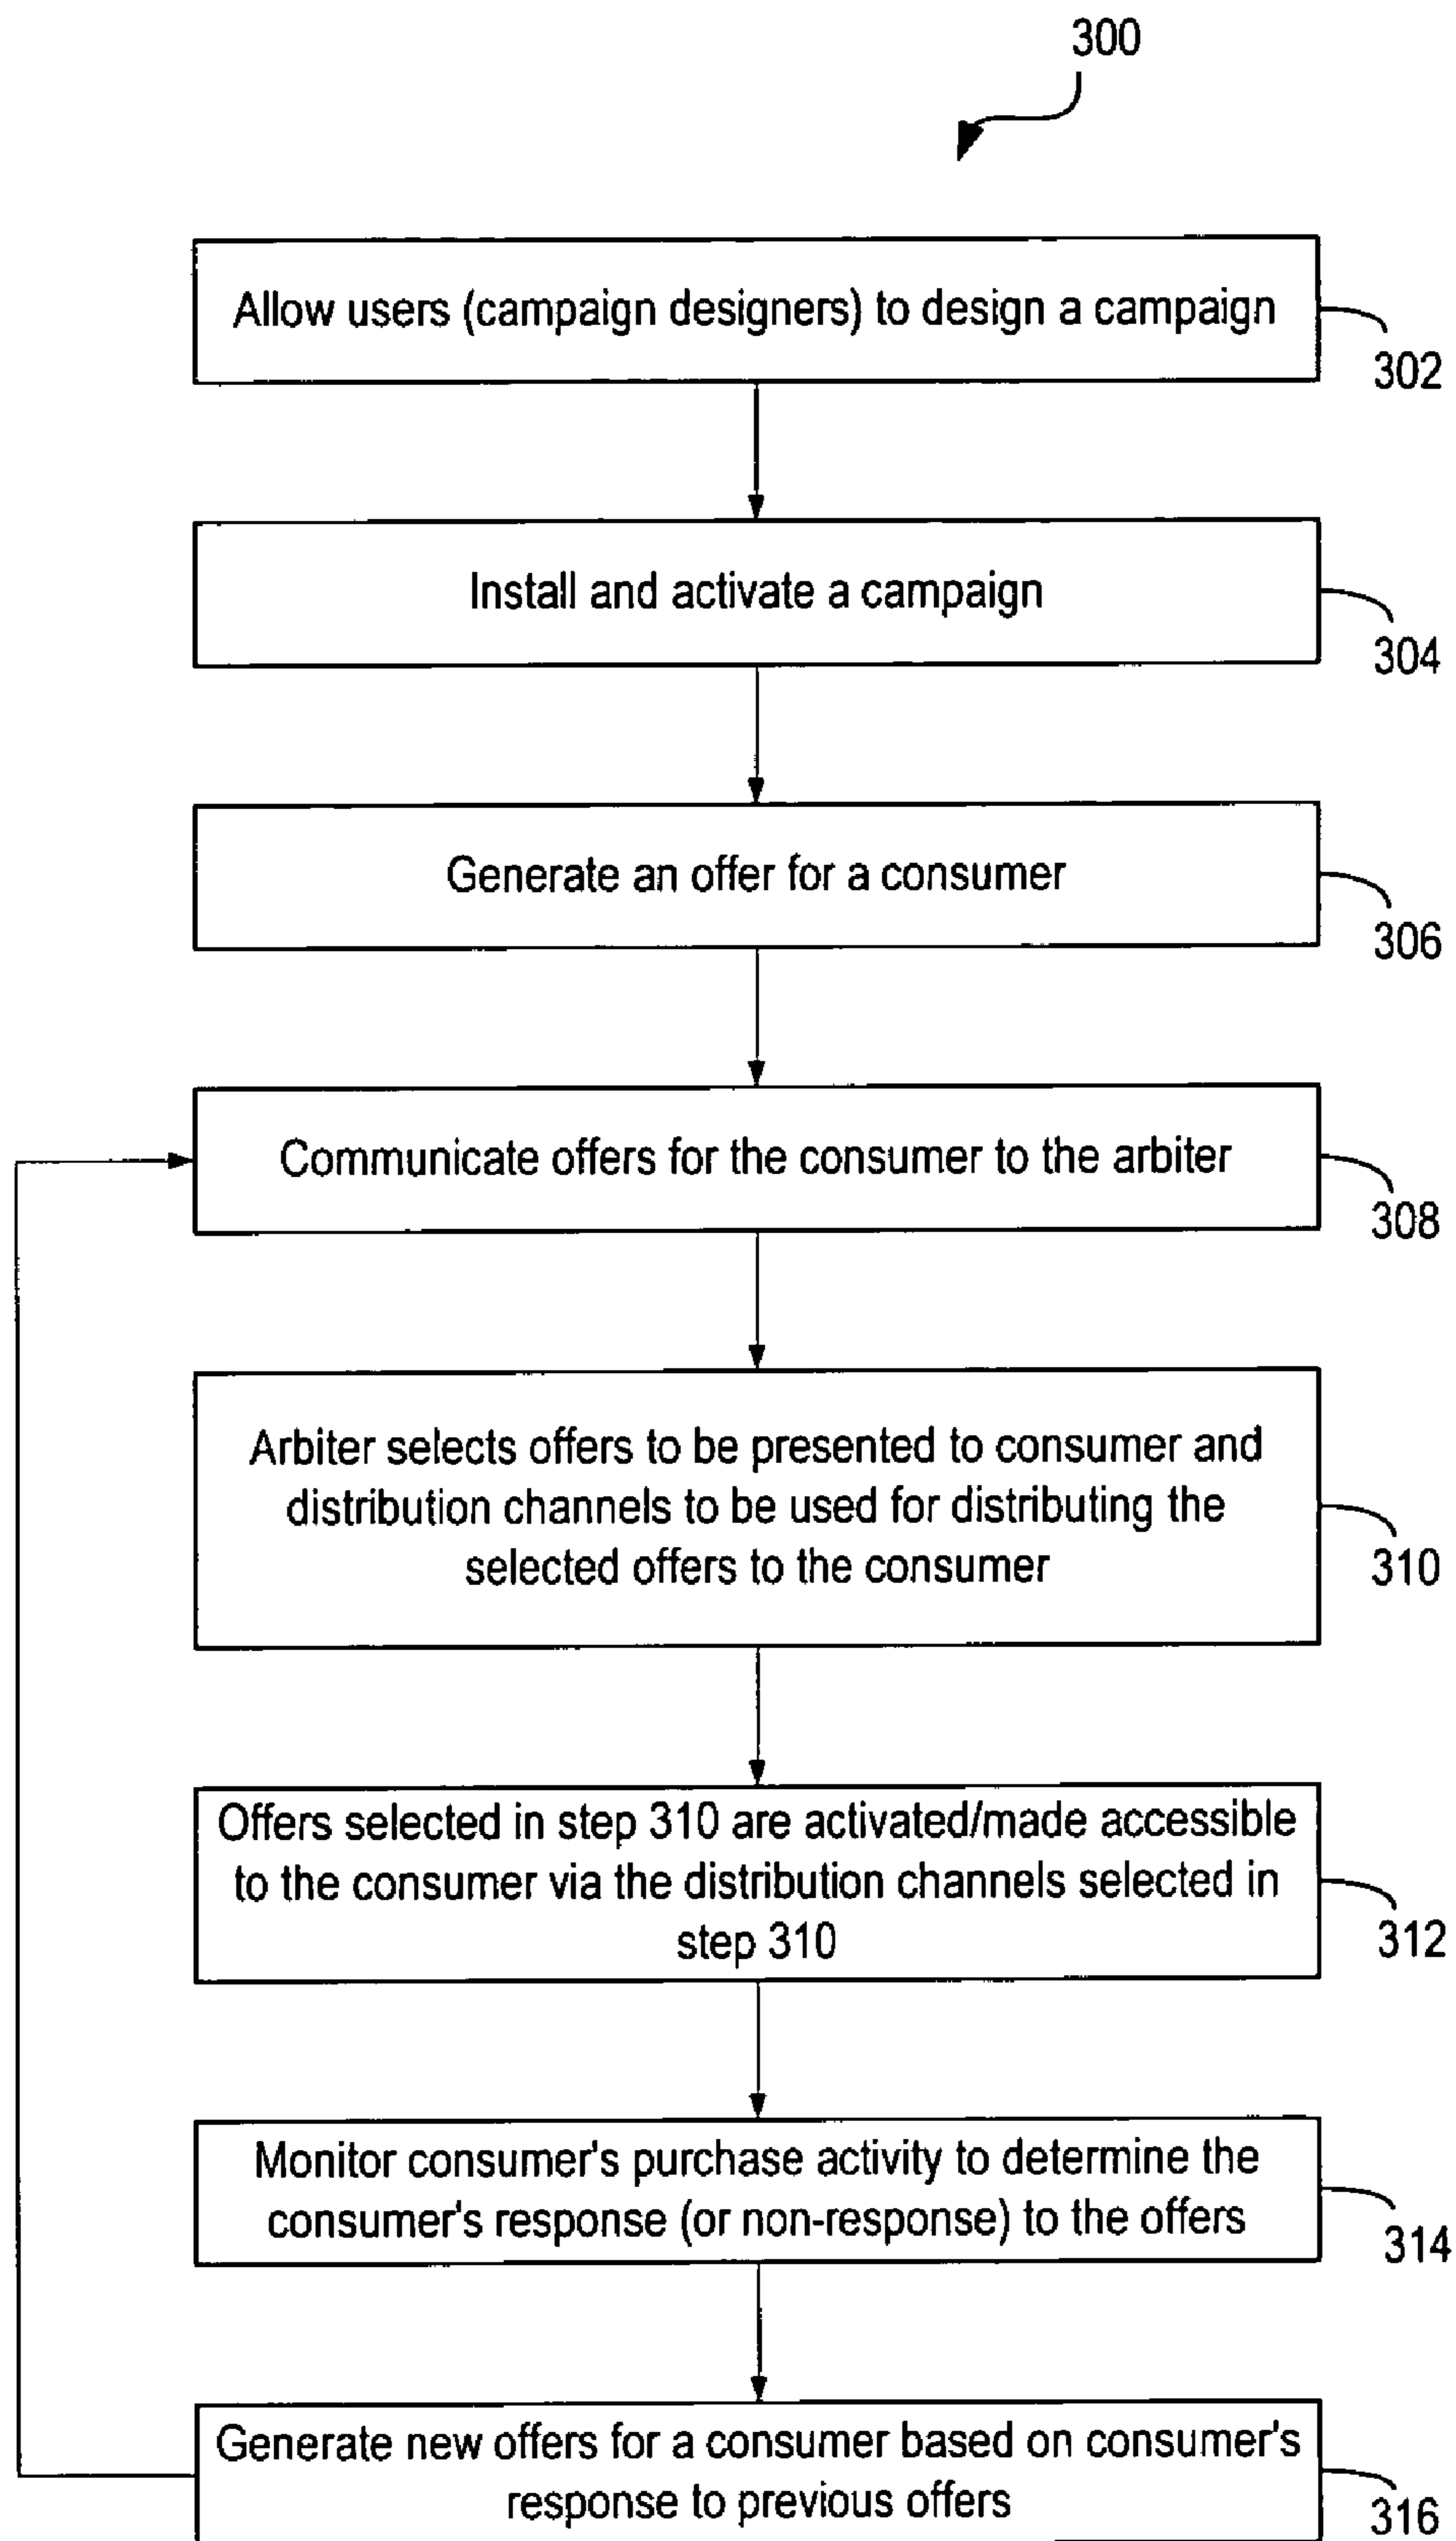 300
Allow users (campaign designers) to design a campaign
302
Install and activate a campaign
304
Generate an offer for a consumer
306
Communicate offers for the consumer to the arbiter
308
Arbiter selects offers to be presented to consumer and
distribution channels to be used for distributing the
selected offers to the consumer
310
Offers selected in step 310 are activated/made accessible
to the consumer via the distribution channels selected in
step 310
312
Monitor consumer's purchase activity to determine the
consumer's response (or non-response) to the offers
314
Generate new offers for a consumer based on consumer's
response to previous offers
316